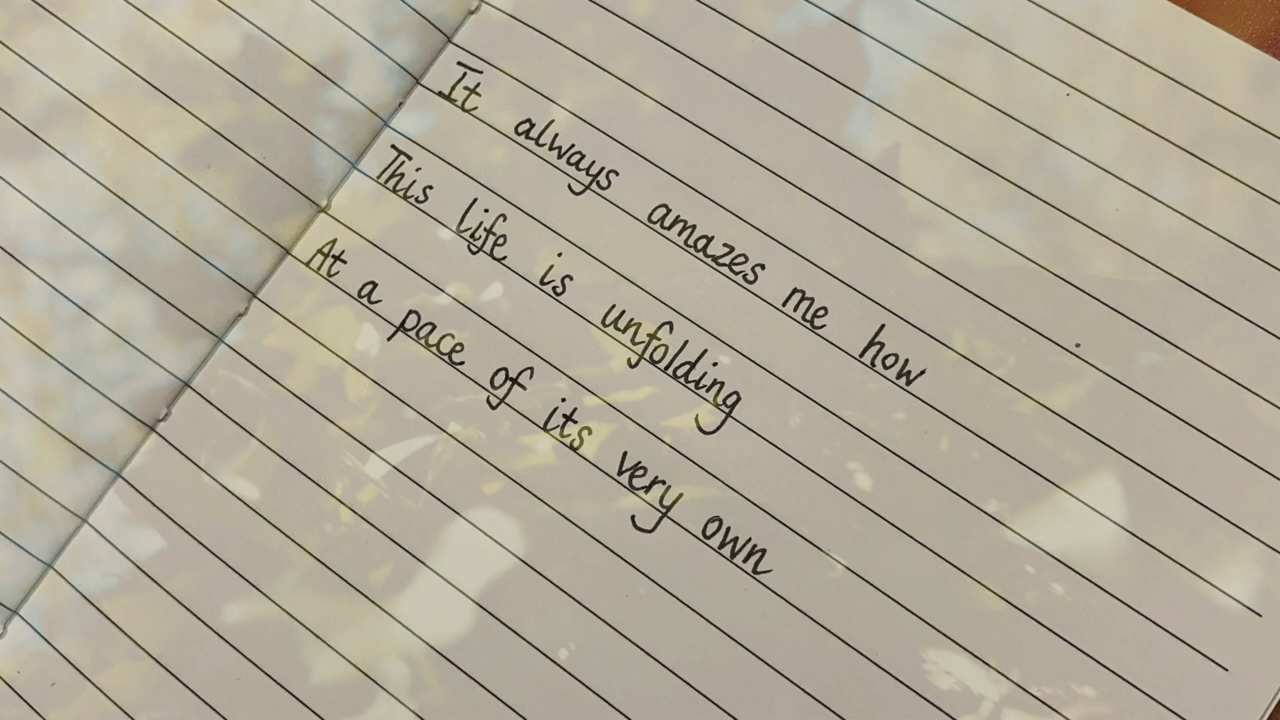 It always amazes me how
This life is unfolding
At a pace of its very own